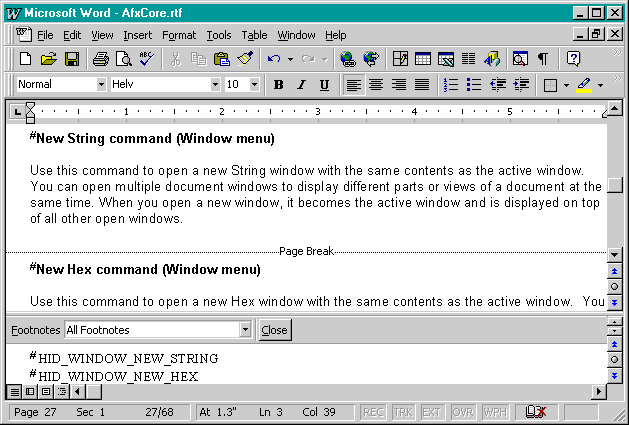 Microsoft Word - AfxCore.rtf
File Edit View Insert Format Tools Table Window Help
ABC
Normal Helv 10 B I U
1 2 3 4 5
#New String command (Window menu)
Use this command to open a new String window with the same contents as the active window.
You can open multiple document windows to display different parts or views of a document at the
same time. When you open a new window, it becomes the active window and is displayed on top
of all other open windows.
Page Break
#New Hex command (Window menu)
Use this command to open a new Hex window with the same contents as the active window. You
Footnotes All Footnotes Close
#HID_WINDOW_NEW_STRING
#HID_WINDOW_NEW_HEX
Page 27 Sec 1 27/68 At 1.3" Ln 3 Col 39 REC TRK EXT OVR WPH